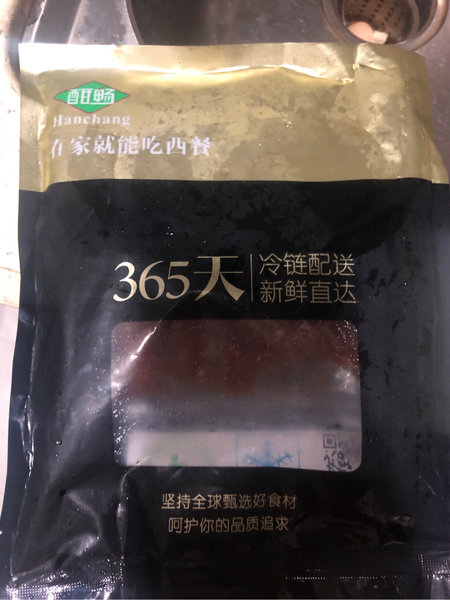 酣畅
Hanchang
在家就能吃西餐
365天
冷链配送
新鲜直达
坚持全球甄选好食材
呵护你的品质追求